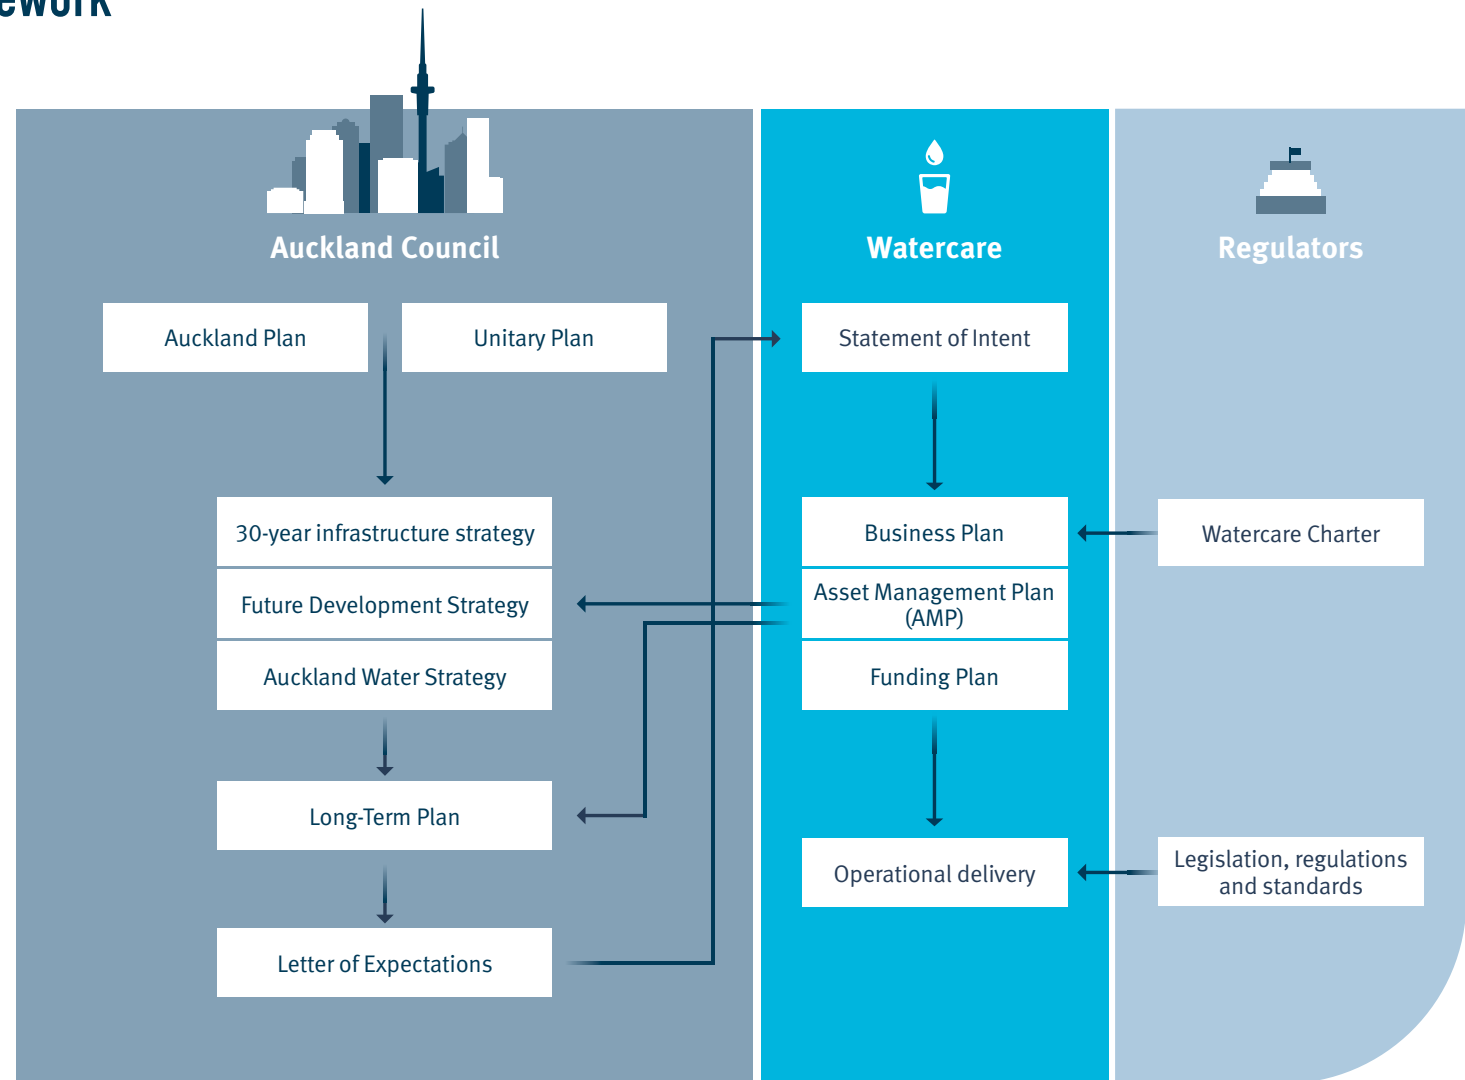 Auckland Council
Watercare
Regulators
Auckland Plan
Unitary Plan
Statement of Intent
30-year infrastructure strategy
Future Development Strategy
Auckland Water Strategy
Business Plan
Asset Management Plan
(AMP)
Funding Plan
Watercare Charter
Long-Term Plan
Letter of Expectations
Operational delivery
Legislation, regulations
and standards